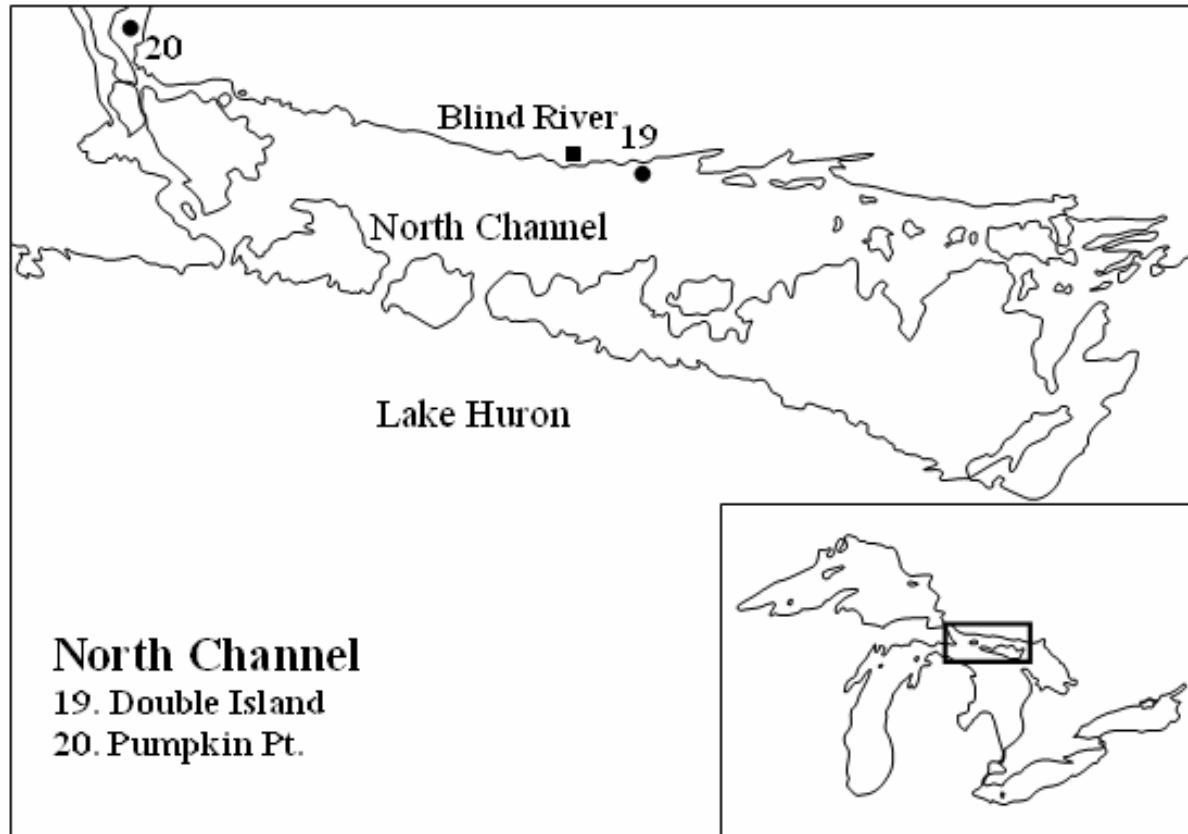 20
Blind River
19
North Channel
Lake Huron
North Channel
19. Double Island
20. Pumpkin Pt.